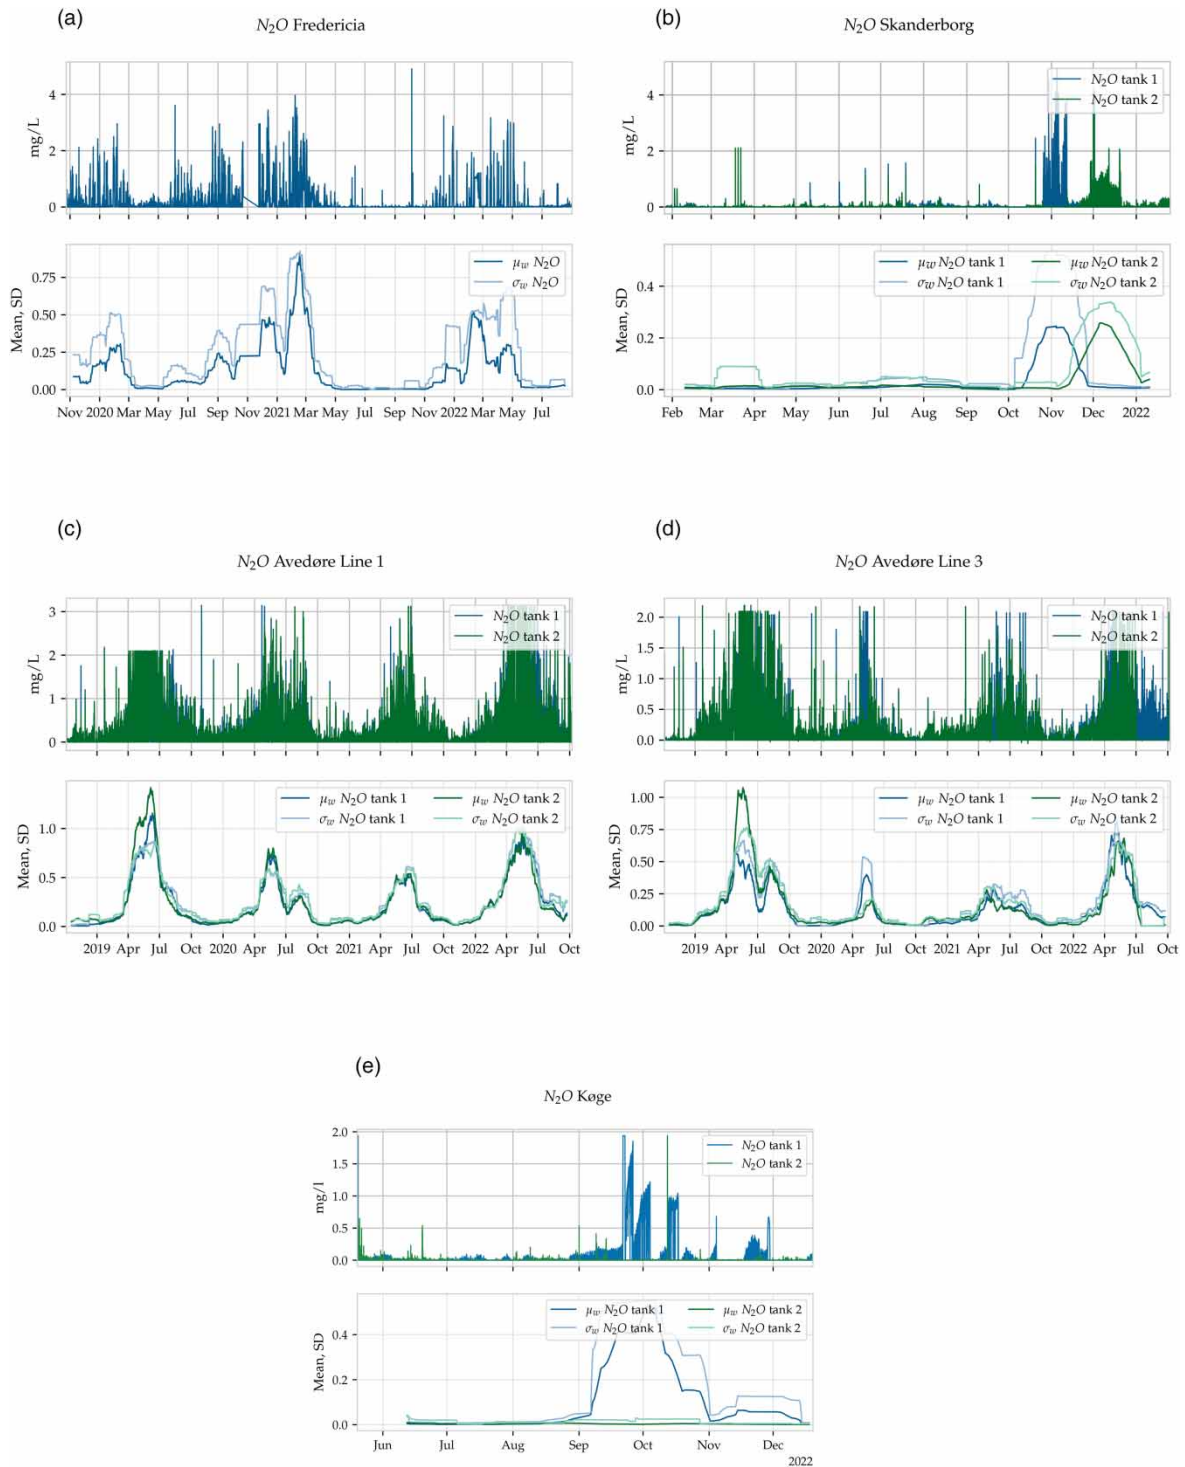 (a)
N₂O Fredericia
mg/L
4
2
0
Mean, SD
0.75
0.50
0.25
0.00
μw N₂O
σw N₂O
Nov 2020 Mar May Jul Sep Nov 2021 Mar May Jul Sep Nov 2022 Mar May Jul
(b)
N₂O Skanderborg
mg/L
4
2
0
N₂O tank 1
N₂O tank 2
Mean, SD
0.4
0.2
0.0
μw N₂O tank 1 μw N₂O tank 2
σw N₂O tank 1 σw N₂O tank 2
Feb Mar Apr May Jun Jul Aug Sep Oct Nov Dec 2022
(c)
N₂O Avedøre Line 1
mg/L
3
2
1
0
N₂O tank 1
N₂O tank 2
Mean, SD
1.0
0.5
0.0
μw N₂O tank 1 μw N₂O tank 2
σw N₂O tank 1 σw N₂O tank 2
2019 Apr Jul Oct 2020 Apr Jul Oct 2021 Apr Jul Oct 2022 Apr Jul Oct
(d)
N₂O Avedøre Line 3
mg/L
2.0
1.5
1.0
0.5
0.0
N₂O tank 1
N₂O tank 2
Mean, SD
1.00
0.75
0.50
0.25
0.00
μw N₂O tank 1 μw N₂O tank 2
σw N₂O tank 1 σw N₂O tank 2
2019 Apr Jul Oct 2020 Apr Jul Oct 2021 Apr Jul Oct 2022 Apr Jul Oct
(e)
N₂O Køge
mg/l
2.0
1.5
1.0
0.5
0.0
N₂O tank 1
N₂O tank 2
Mean, SD
0.4
0.2
0.0
μw N₂O tank 1 μw N₂O tank 2
σw N₂O tank 1 σw N₂O tank 2
Jun Jul Aug Sep Oct Nov Dec
2022